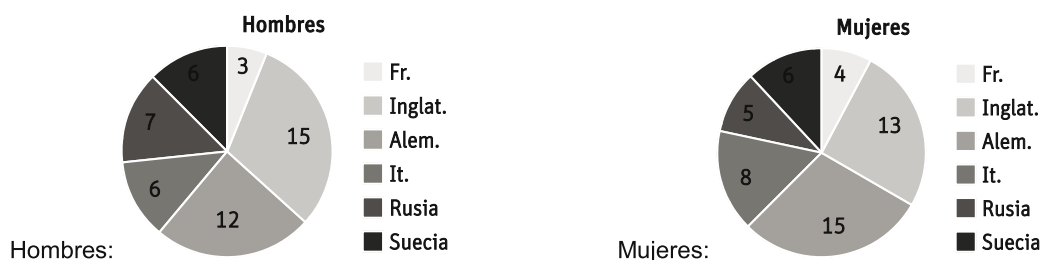 Hombres
3
15
12
6
7
6
Fr.
Inglat.
Alem.
It.
Rusia
Suecia
Hombres:
Mujeres
4
13
15
8
5
6
Fr.
Inglat.
Alem.
It.
Rusia
Suecia
Mujeres: